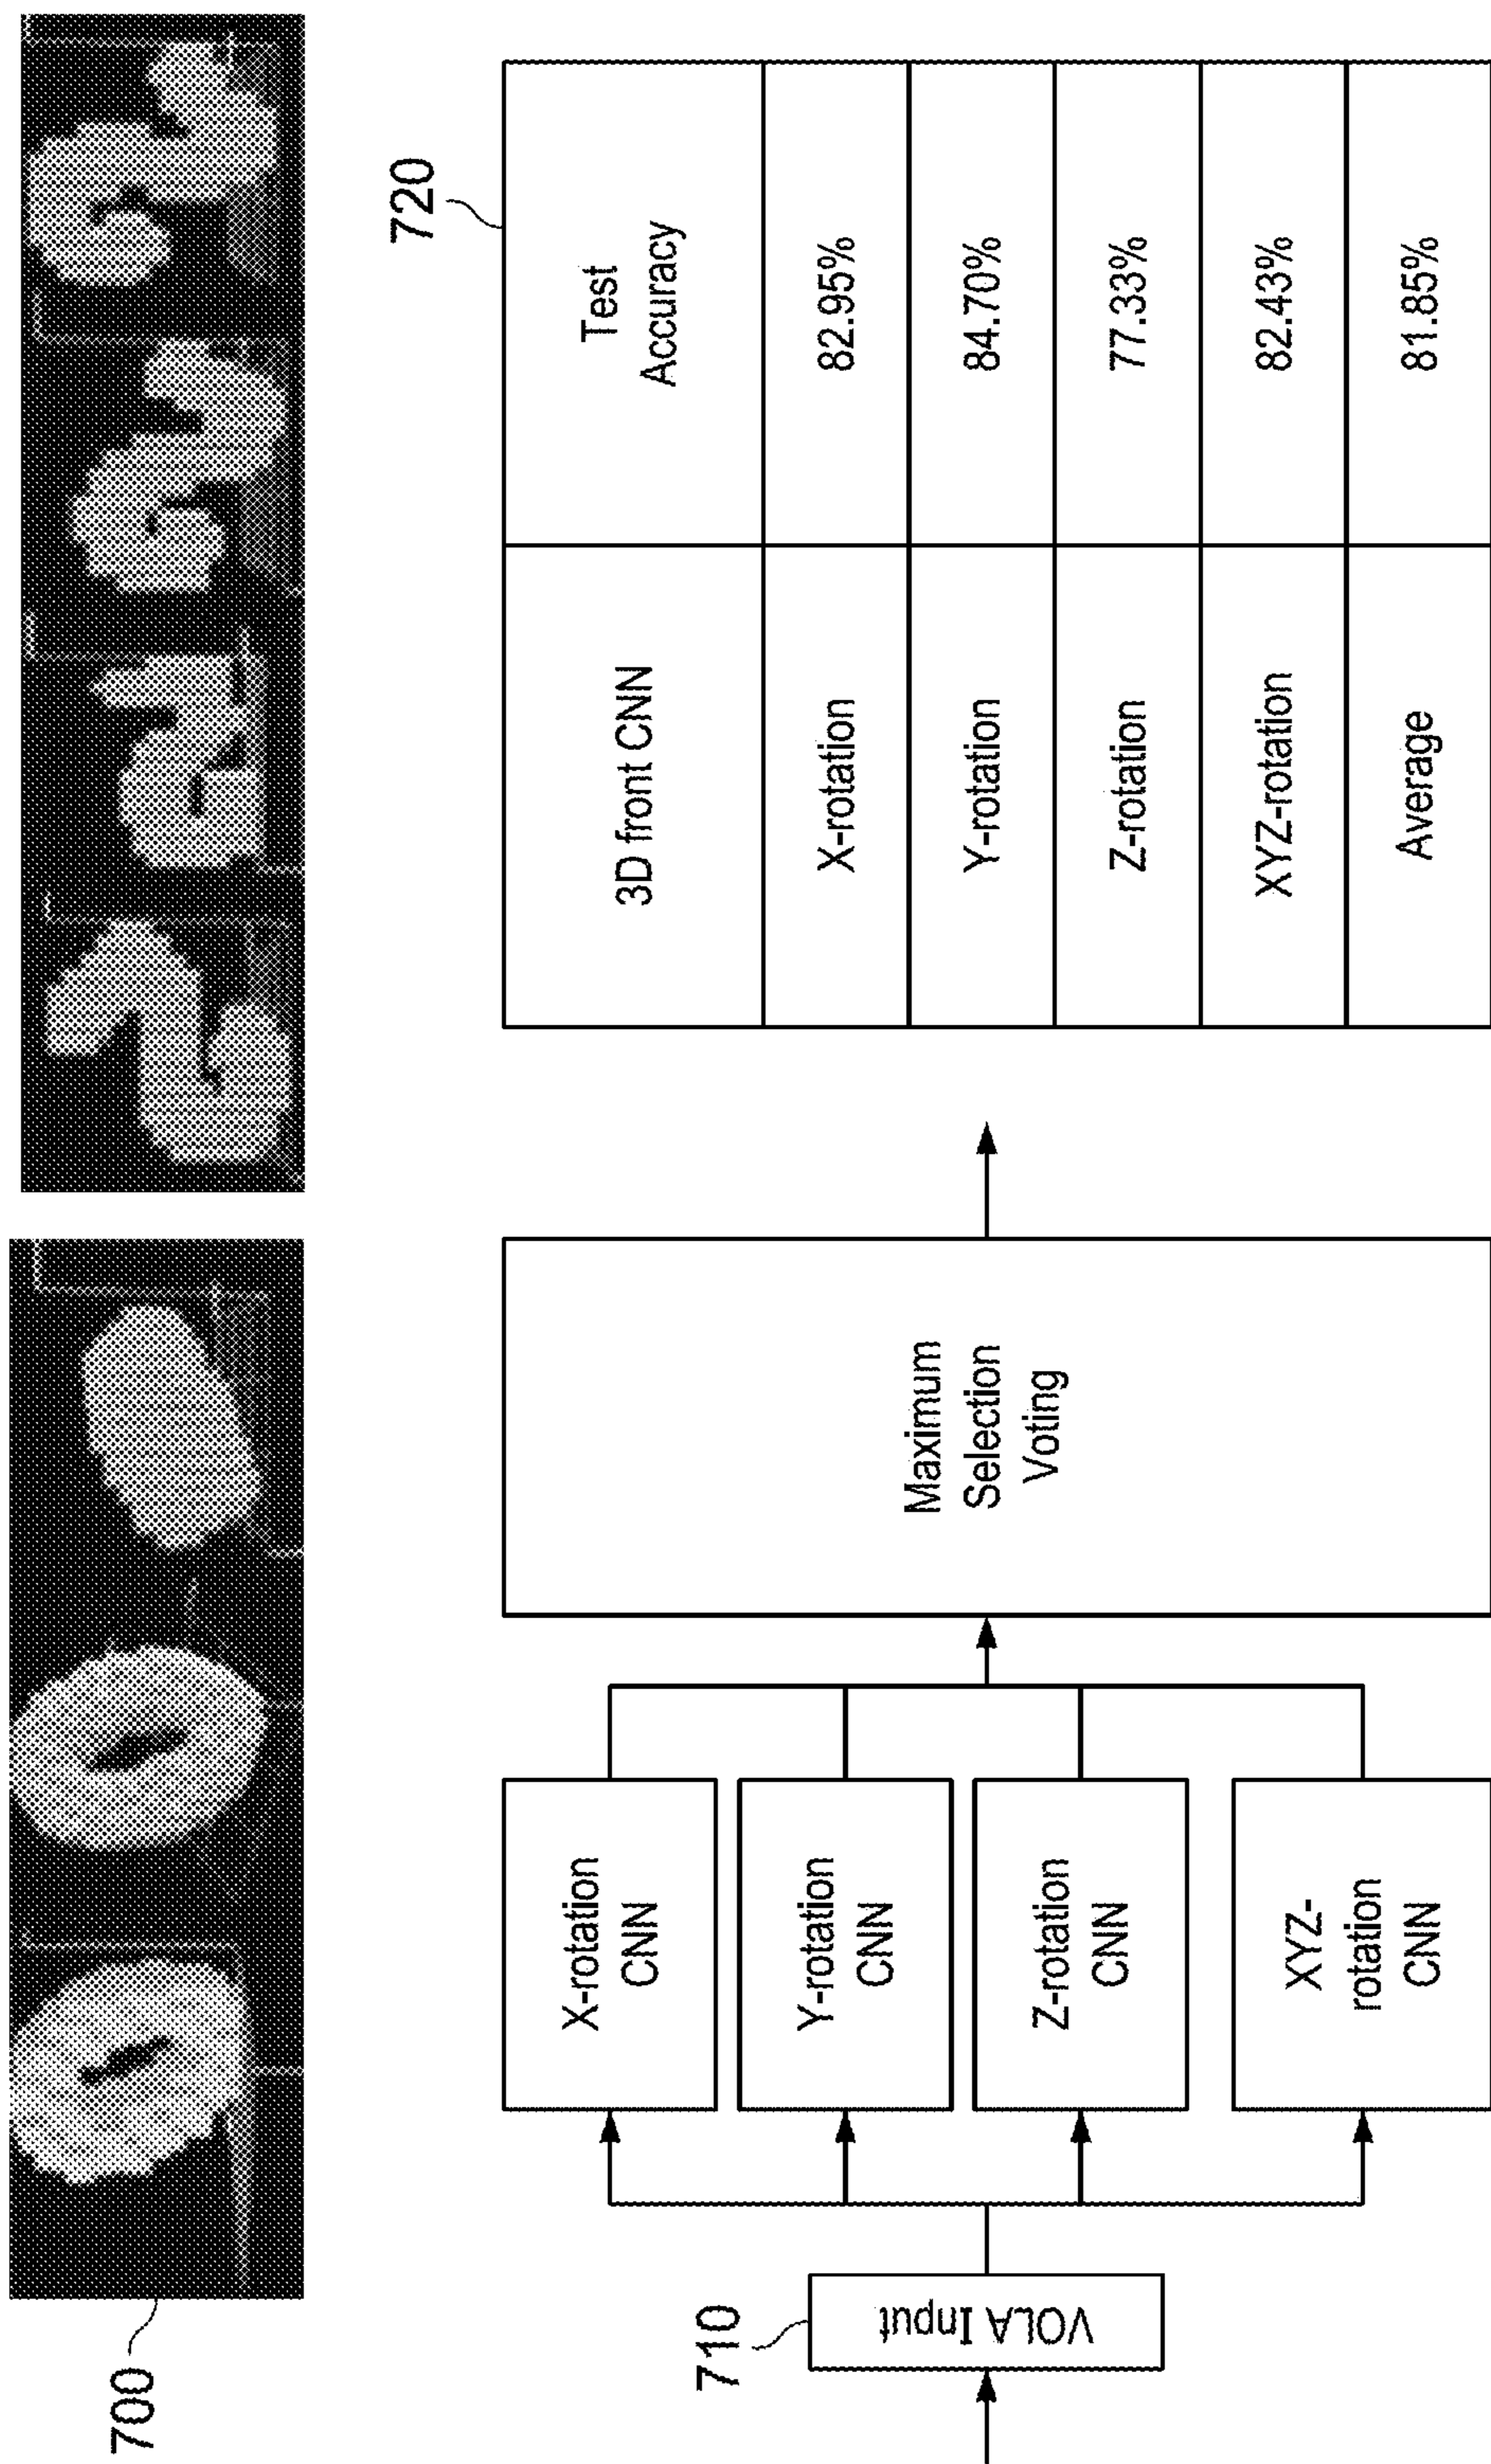 700
710
VOLA Input
X-rotation
CNN
Y-rotation
CNN
Z-rotation
CNN
XYZ-
rotation
CNN
Maximum
Selection
Voting
720
3D front CNN
Test
Accuracy
X-rotation
82.95%
Y-rotation
84.70%
Z-rotation
77.33%
XYZ-rotation
82.43%
Average
81.85%